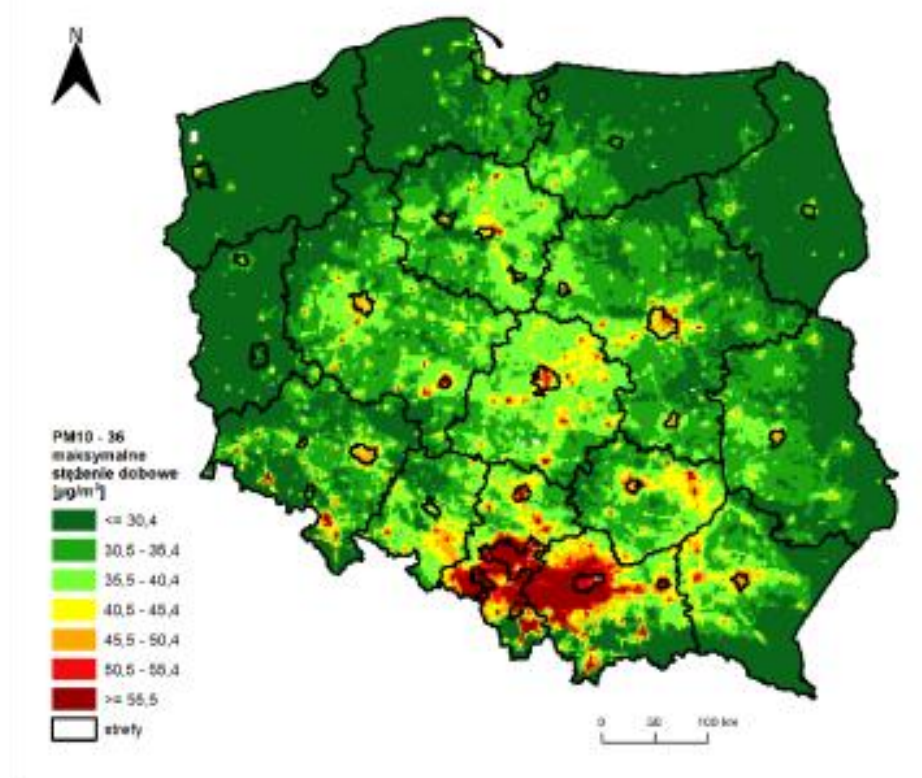 N
PM10 - 36
maksymalne
stężenie dobowe
[µg/m³]
<= 30,4
30,5 - 35,4
35,5 - 40,4
40,5 - 45,4
45,5 - 50,4
50,5 - 55,4
>= 55,5
strefy
0 50 100 km